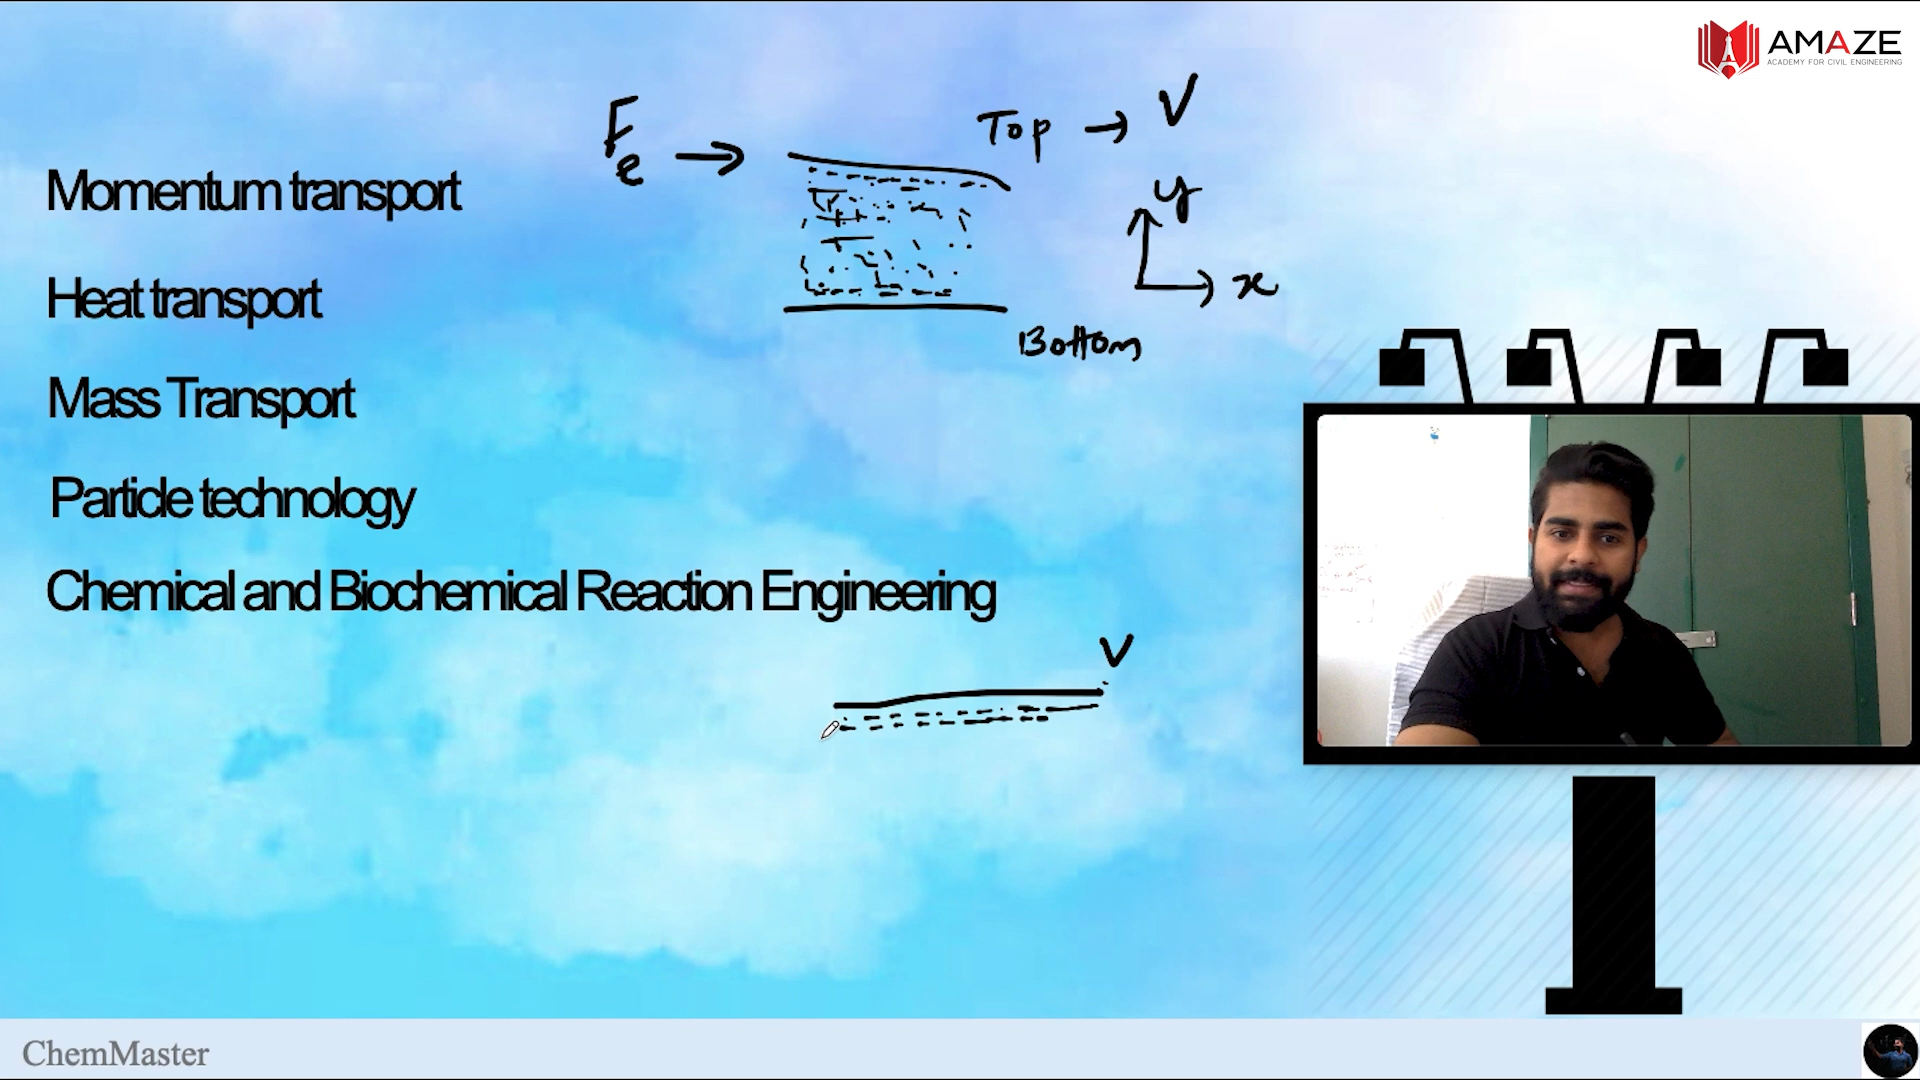 AMAZE
ACADEMY FOR CIVIL ENGINEERING
F
e →
Top → V
y
x
Bottom
Momentum transport
Heat transport
Mass Transport
Particle technology
Chemical and Biochemical Reaction Engineering
V
ChemMaster